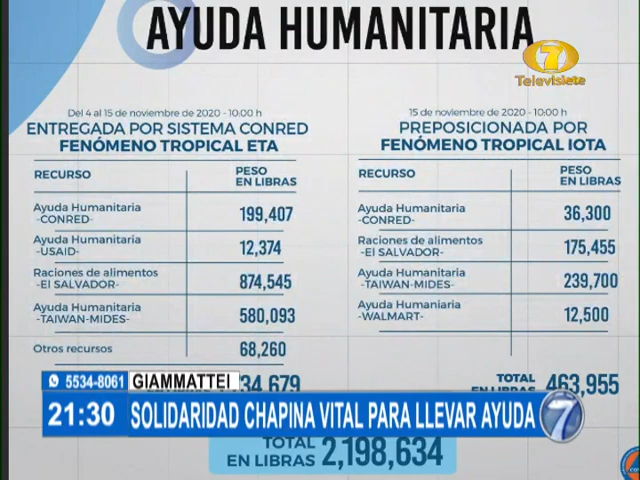 AYUDA HUMANITARIA
7
Televisiete
Del 4 al 15 de noviembre de 2020 - 10:00 h
ENTREGADA POR SISTEMA CONRED
FENÓMENO TROPICAL ETA
RECURSO
PESO
EN LIBRAS
Ayuda Humanitaria
-CONRED-
199,407
Ayuda Humanitaria
-USAID-
12,374
Raciones de alimentos
-El SALVADOR-
874,545
Ayuda Humanitaria
-TAIWAN-MIDES-
580,093
Otros recursos
68,260
34,679
15 de noviembre de 2020 - 10:00 h
PREPOSICIONADA POR
FENÓMENO TROPICAL IOTA
RECURSO
PESO
EN LIBRAS
Ayuda Humanitaria
-CONRED-
36,300
Raciones de alimentos
-El SALVADOR-
175,455
Ayuda Humanitaria
-TAIWAN-MIDES-
239,700
Ayuda Humaniaria
-WALMART-
12,500
TOTAL
EN LIBRAS
463,955
5534-8061
GIAMMATTEI
21:30
SOLIDARIDAD CHAPINA VITAL PARA LLEVAR AYUDA
7
TOTAL
EN LIBRAS
2,198,634